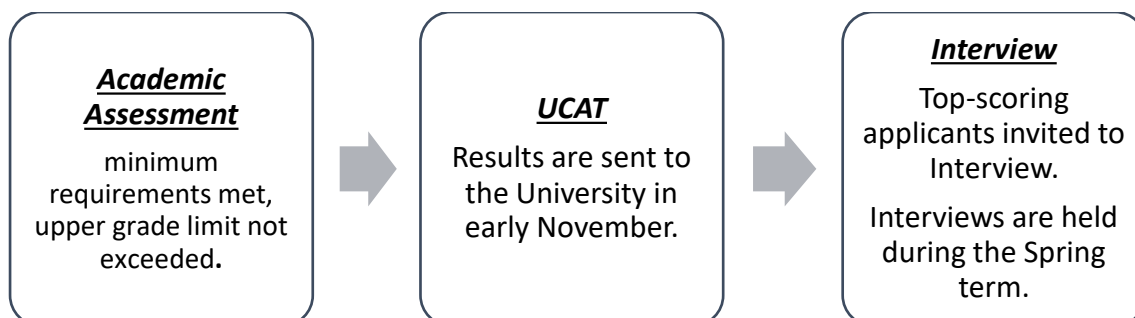 Academic
Assessment
minimum
requirements met,
upper grade limit not
exceeded.
UCAT
Results are sent to
the University in
early November.
Interview
Top-scoring
applicants invited to
Interview.
Interviews are held
during the Spring
term.